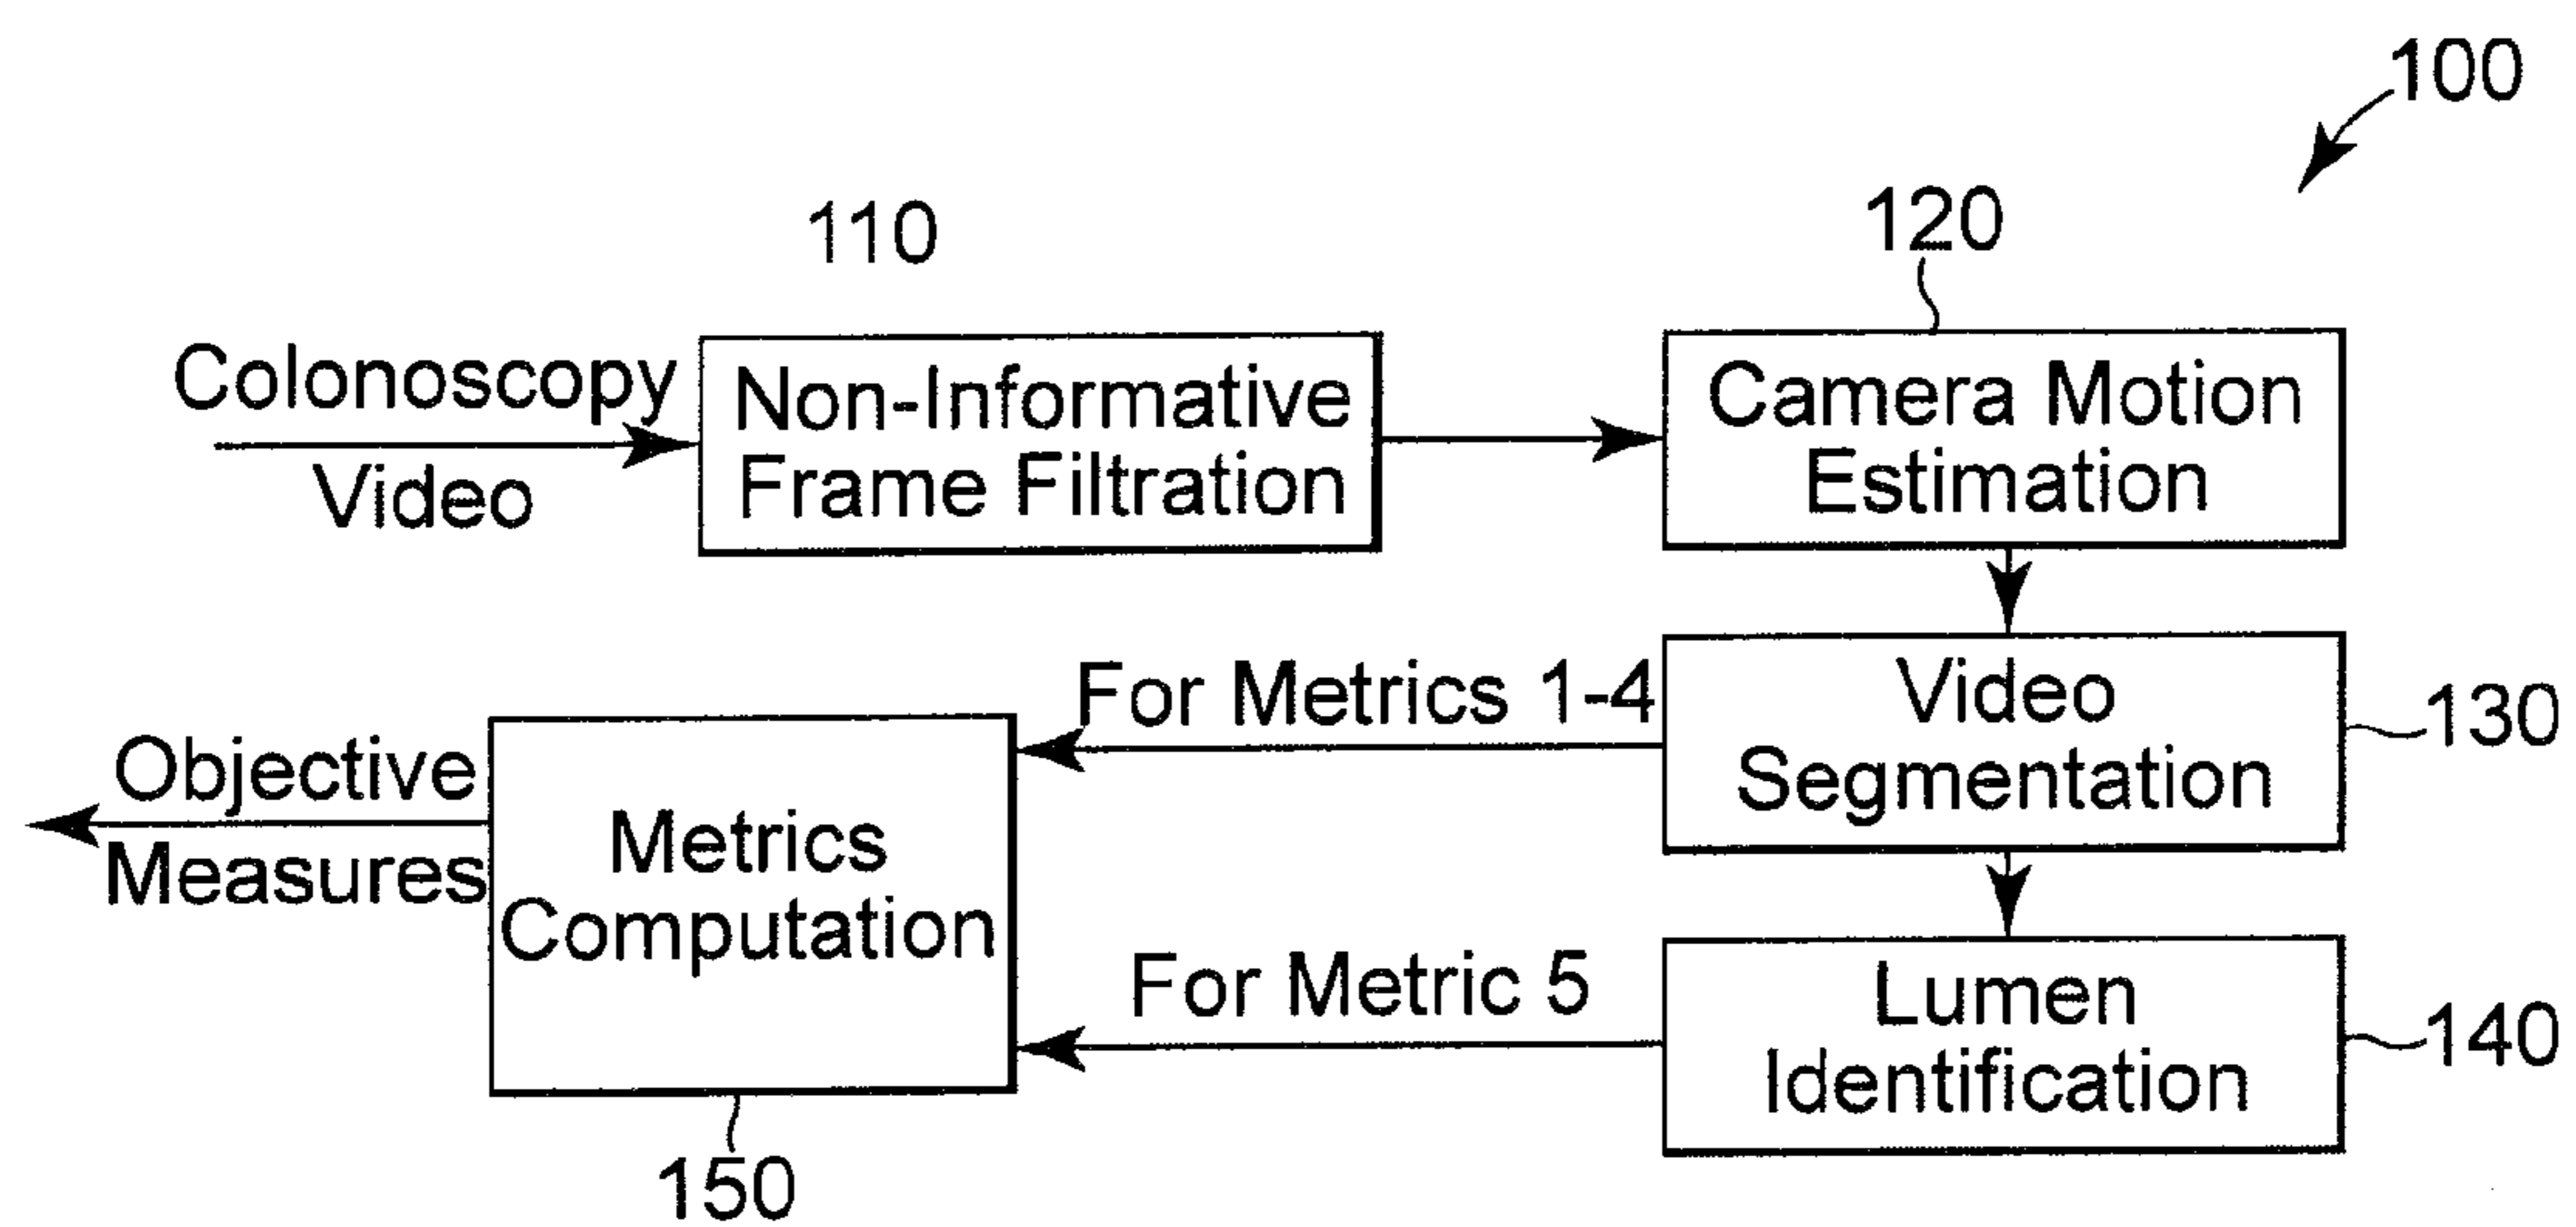 100
110
120
Colonoscopy
Video
Non-Informative
Frame Filtration
Camera Motion
Estimation
For Metrics 1-4
Video
Segmentation
130
Objective
Measures
Metrics
Computation
For Metric 5
Lumen
Identification
140
150